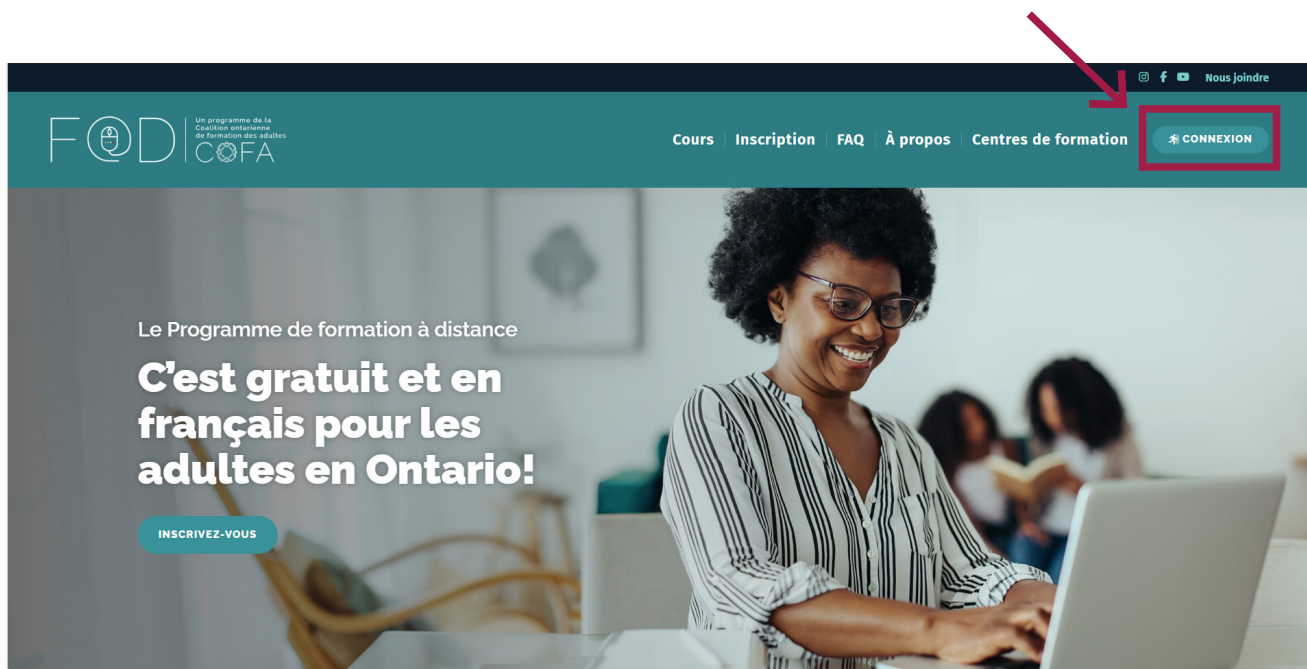 Nous joindre
F@D
Un programme de la
Coalition ontarienne
de formation des adultes
COFA
Cours
Inscription
FAQ
À propos
Centres de formation
CONNEXION
Le Programme de formation à distance
C'est gratuit et en
français pour les
adultes en Ontario!
INSCRIVEZ-VOUS